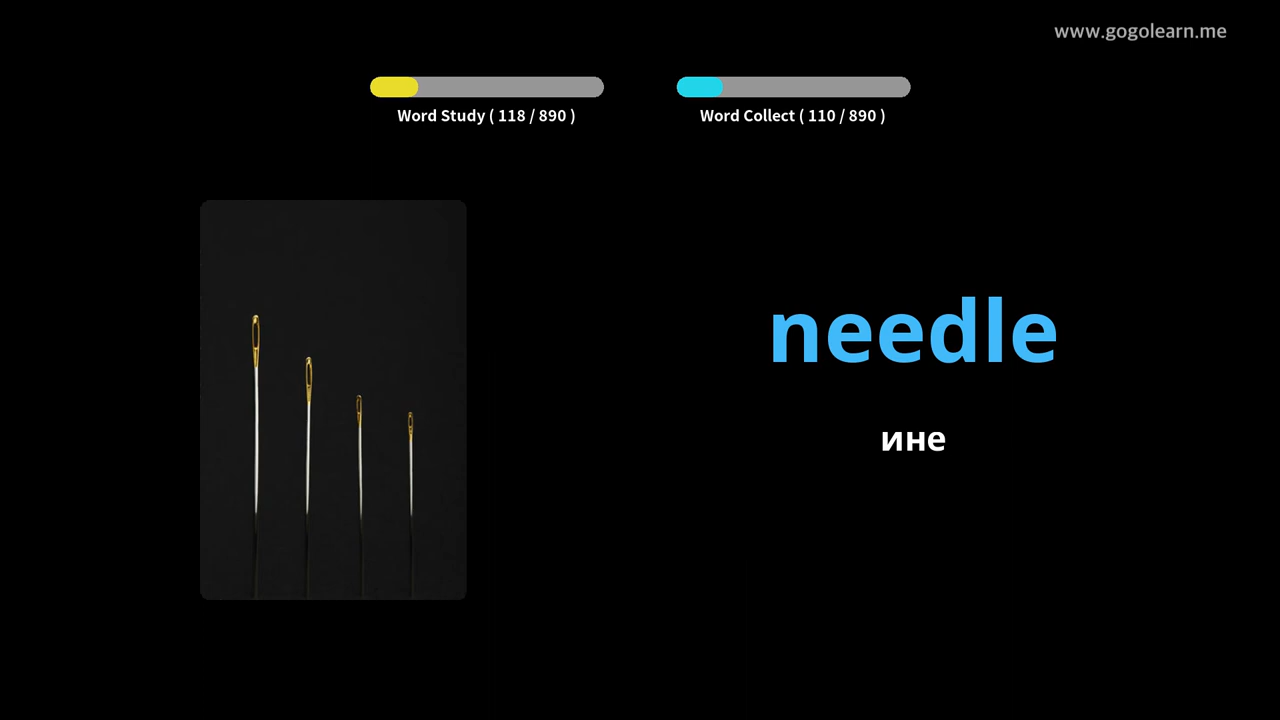 www.gogolearn.me
Word Study ( 118 / 890 )
Word Collect ( 110 / 890 )
needle
ине